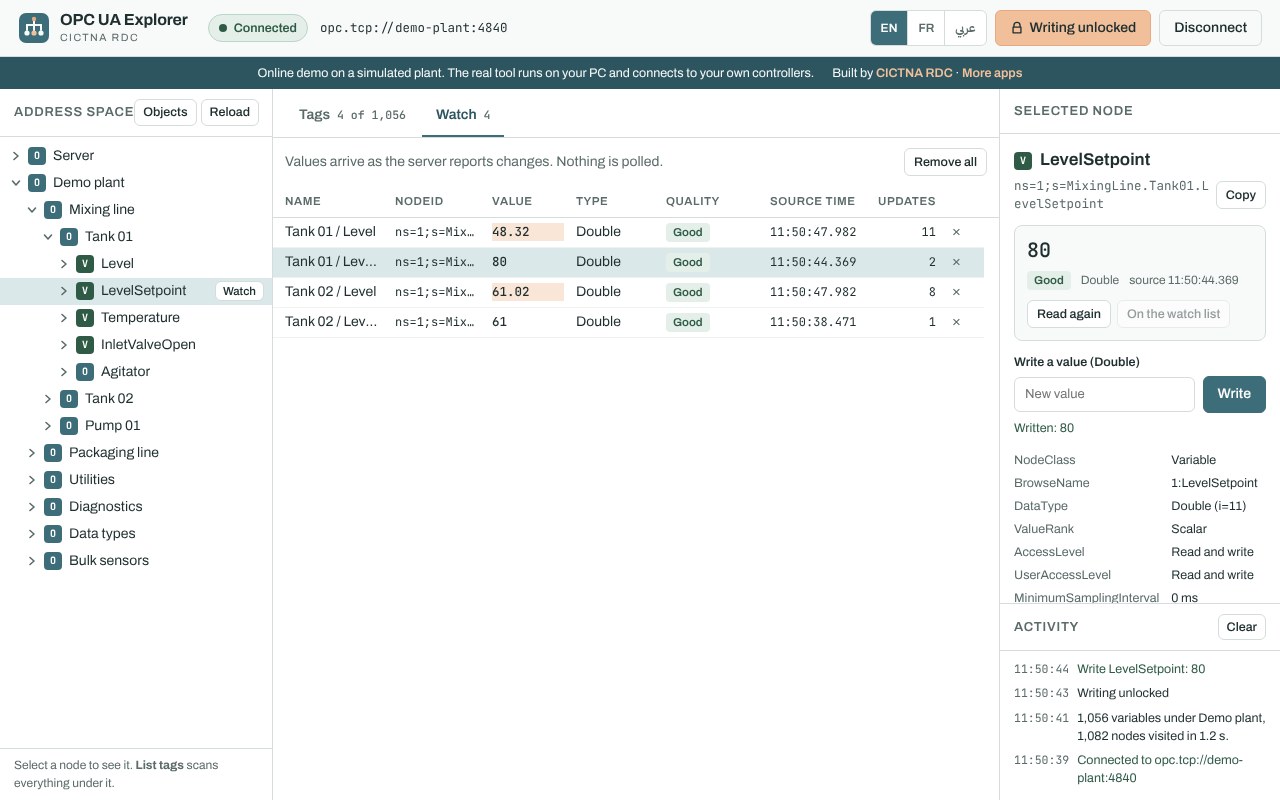 OPC UA Explorer
CICTNA RDC
Connected
opc.tcp://demo-plant:4840
EN
FR
عربي
Writing unlocked
Disconnect
Online demo on a simulated plant. The real tool runs on your PC and connects to your own controllers. Built by CICTNA RDC · More apps
ADDRESS SPACE
Objects
Reload
O Server
O Demo plant
O Mixing line
O Tank 01
V Level
V LevelSetpoint Watch
V Temperature
V InletValveOpen
O Agitator
O Tank 02
O Pump 01
O Packaging line
O Utilities
O Diagnostics
O Data types
O Bulk sensors
Select a node to see it. List tags scans
everything under it.
Tags 4 of 1,056
Watch 4
Values arrive as the server reports changes. Nothing is polled.
Remove all
NAME NODEID VALUE TYPE QUALITY SOURCE TIME UPDATES
Tank 01 / Level ns=1;s=Mix… 48.32 Double Good 11:50:47.982 11 ×
Tank 01 / Lev… ns=1;s=Mix… 80 Double Good 11:50:44.369 2 ×
Tank 02 / Level ns=1;s=Mix… 61.02 Double Good 11:50:47.982 8 ×
Tank 02 / Lev… ns=1;s=Mix… 61 Double Good 11:50:38.471 1 ×
SELECTED NODE
V LevelSetpoint
ns=1;s=MixingLine.Tank01.L
evelSetpoint
Copy
80
Good Double source 11:50:44.369
Read again
On the watch list
Write a value (Double)
New value
Write
Written: 80
NodeClass Variable
BrowseName 1:LevelSetpoint
DataType Double (i=11)
ValueRank Scalar
AccessLevel Read and write
UserAccessLevel Read and write
MinimumSamplingInterval 0 ms
ACTIVITY
Clear
11:50:44 Write LevelSetpoint: 80
11:50:43 Writing unlocked
11:50:41 1,056 variables under Demo plant,
1,082 nodes visited in 1.2 s.
11:50:39 Connected to opc.tcp://demo-
plant:4840